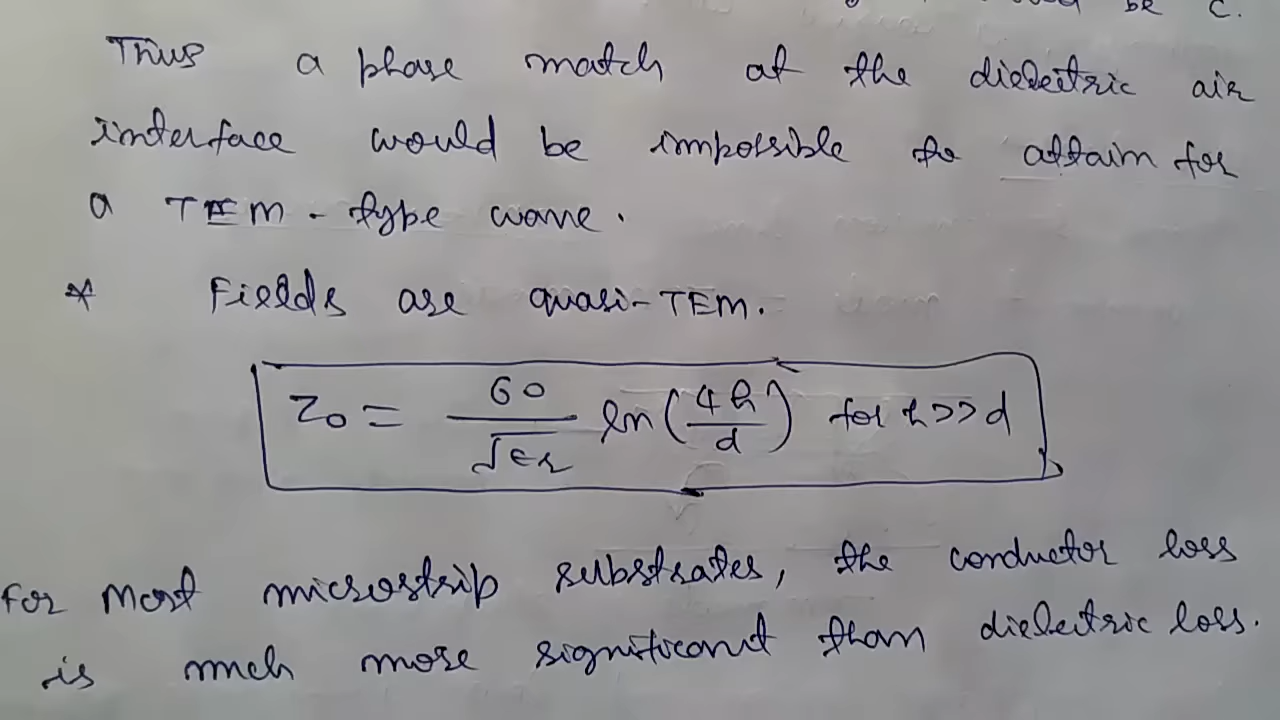 be c.
Thus a phase match at the dielectric air
interface would be impossible to attain for
a TEM - type wave.
* Fields are quasi-TEM.
Z₀ = 60/√εr ln(4h/d) for h>>d
For most microstrip substrates, the conductor loss
is much more significant than dielectric loss.